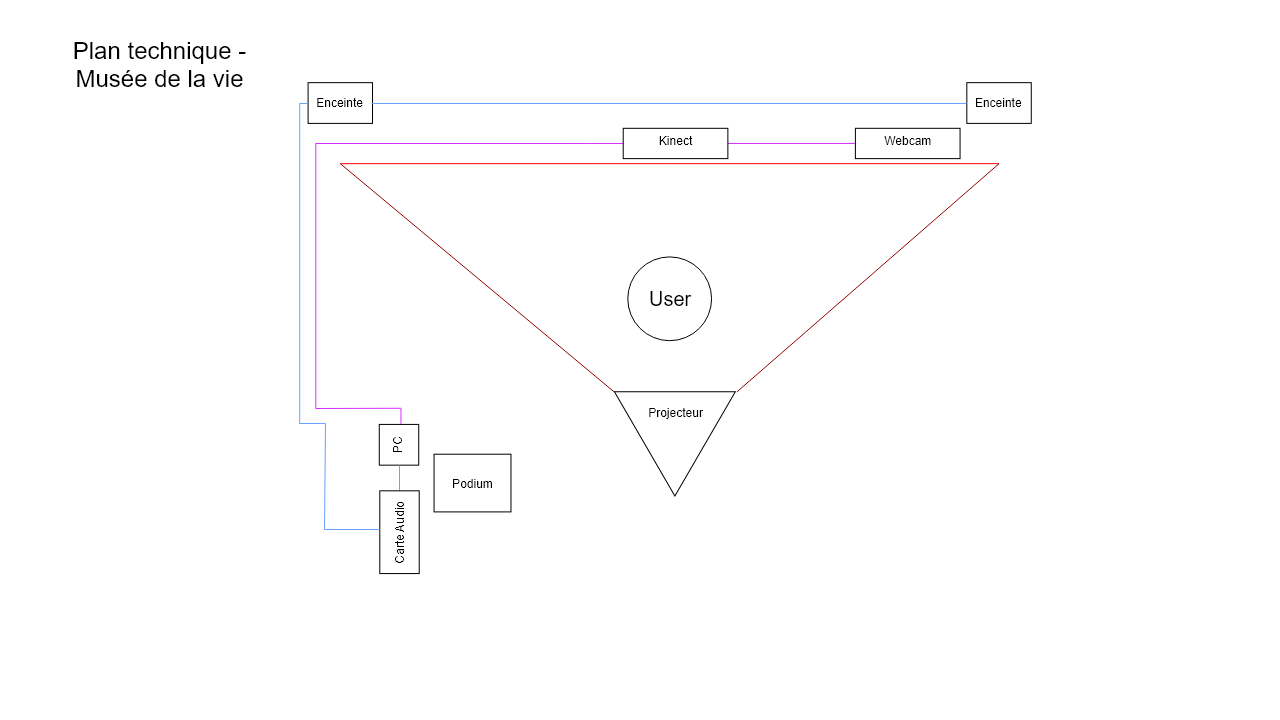 Plan technique -
Musée de la vie
Enceinte
Enceinte
Kinect
Webcam
User
Projecteur
PC
Podium
Carte Audio